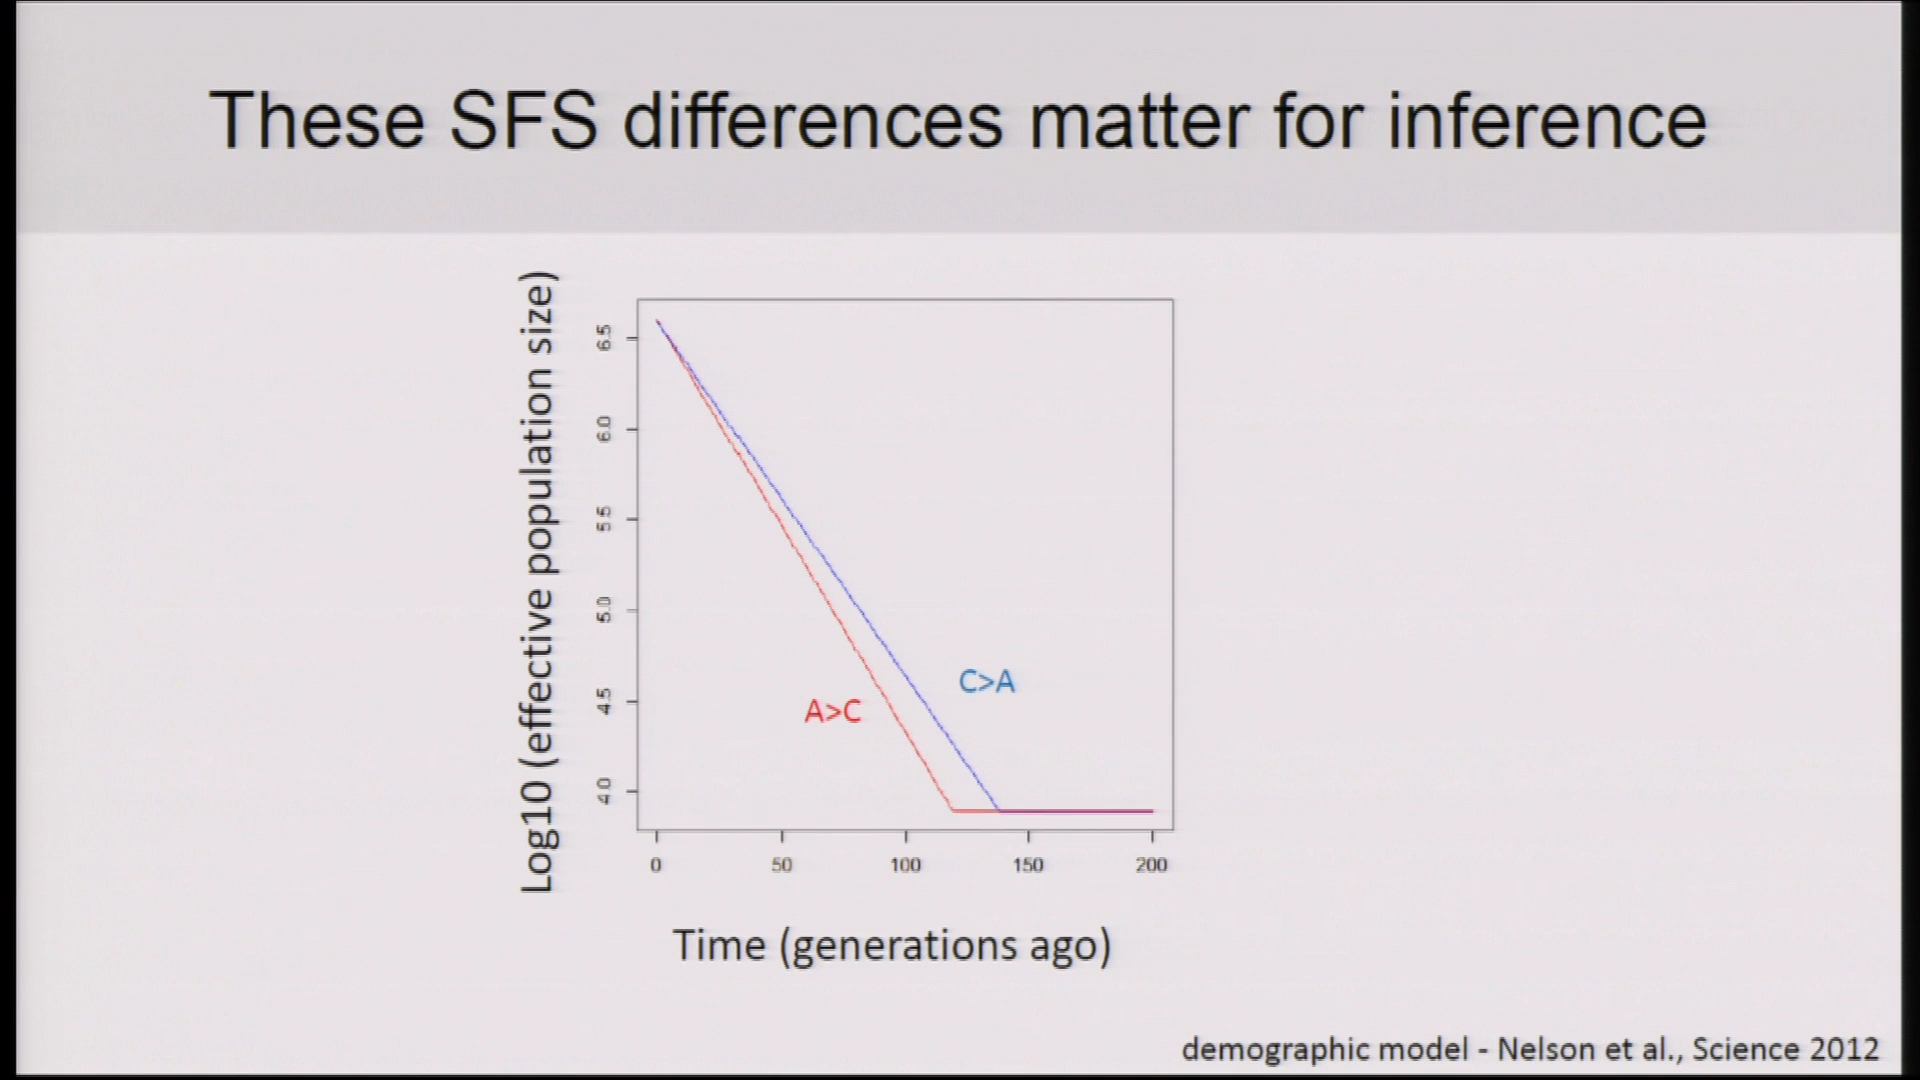 These SFS differences matter for inference
Log10 (effective population size)
6.5
6.0
5.5
5.0
4.5
4.0
C>A
A>C
0 50 100 150 200
Time (generations ago)
demographic model - Nelson et al., Science 2012